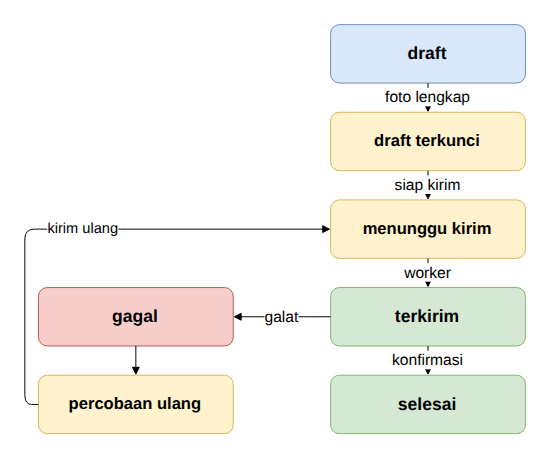 draft
foto lengkap
draft terkunci
siap kirim
kirim ulang
menunggu kirim
worker
gagal
galat
terkirim
konfirmasi
percobaan ulang
selesai